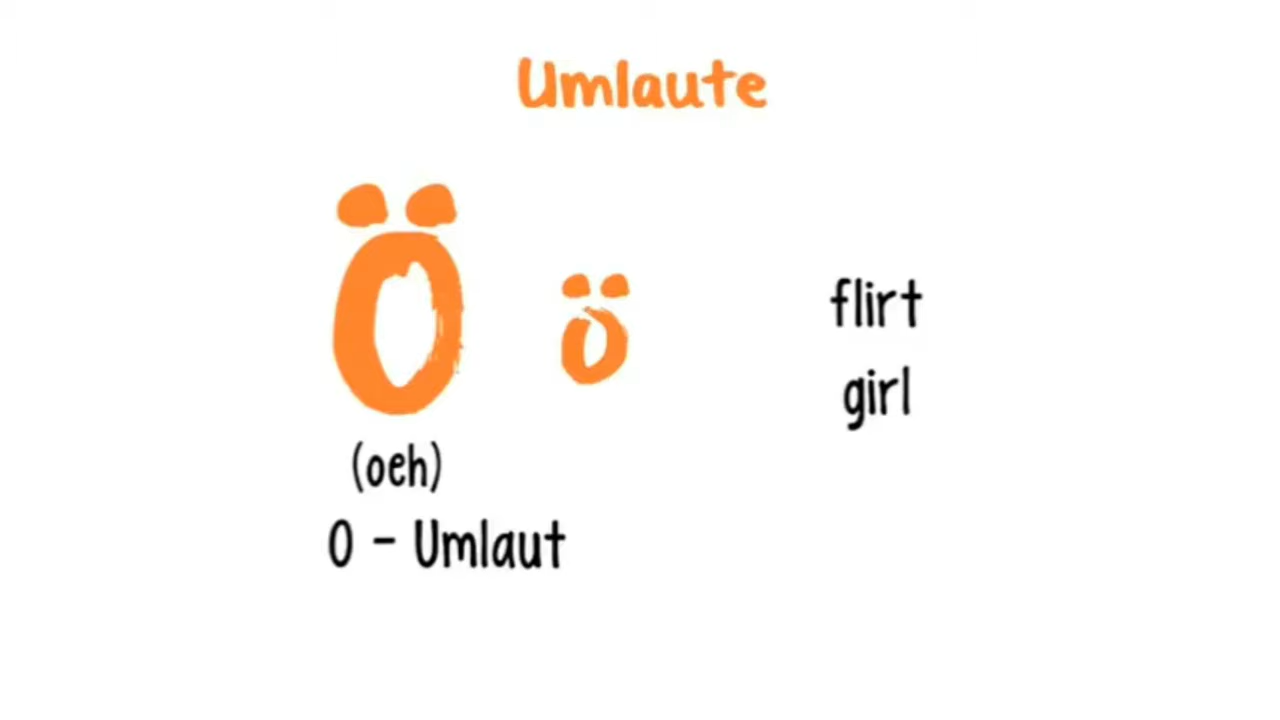 Umlaute
Ö ö
flirt
girl
(oeh)
O - Umlaut